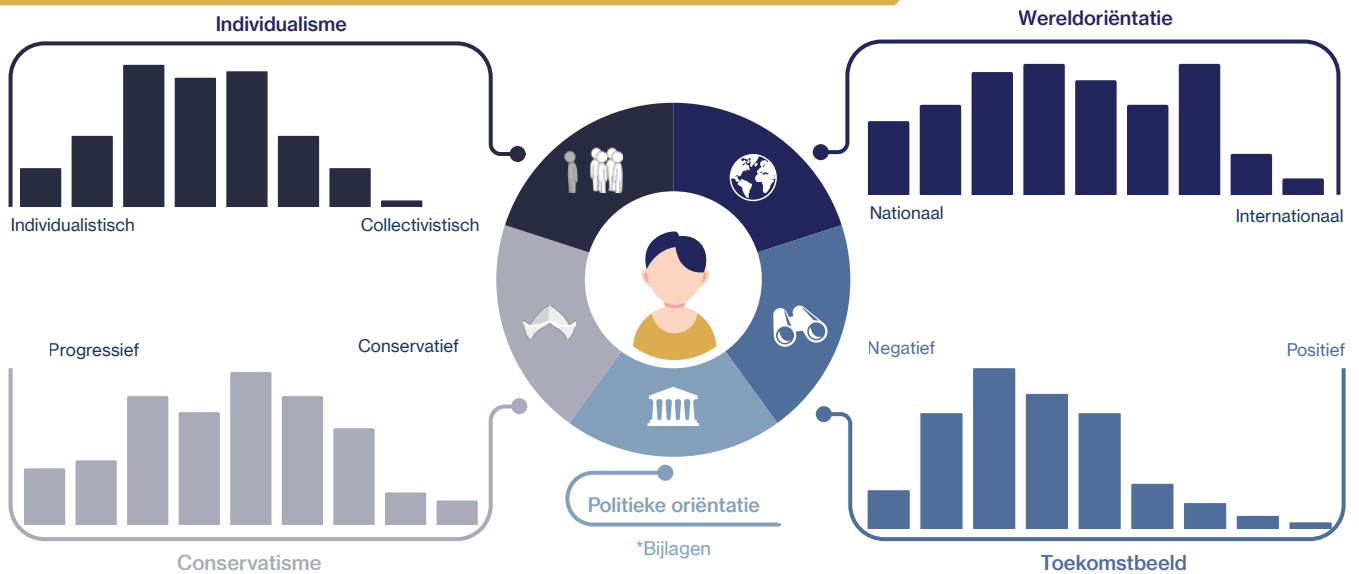 Individualisme
Wereldoriëntatie
Individualistisch
Collectivistisch
Nationaal
Internationaal
Progressief
Conservatief
Negatief
Positief
Politieke oriëntatie
*Bijlagen
Conservatisme
Toekomstbeeld